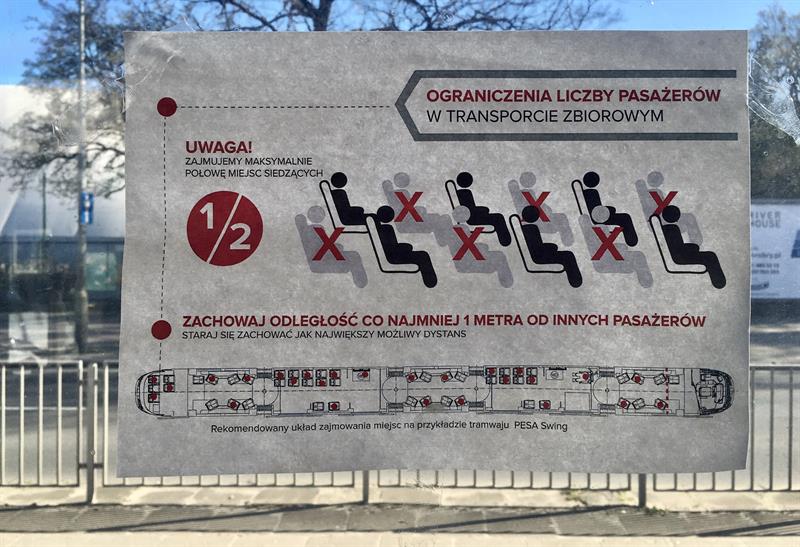 OGRANICZENIA LICZBY PASAŻERÓW
W TRANSPORCIE ZBIOROWYM
UWAGA!
ZAJMUJEMY MAKSYMALNIE
POŁOWĘ MIEJSC SIEDZĄCYCH
1/2
ZACHOWAJ ODLEGŁOŚĆ CO NAJMNIEJ 1 METRA OD INNYCH PASAŻERÓW
STARAJ SIĘ ZACHOWAĆ JAK NAJWIĘKSZY MOŻLIWY DYSTANS
Rekomendowany układ zajmowania miejsc na przykładzie tramwaju PESA Swing
RIVER
HOUSE